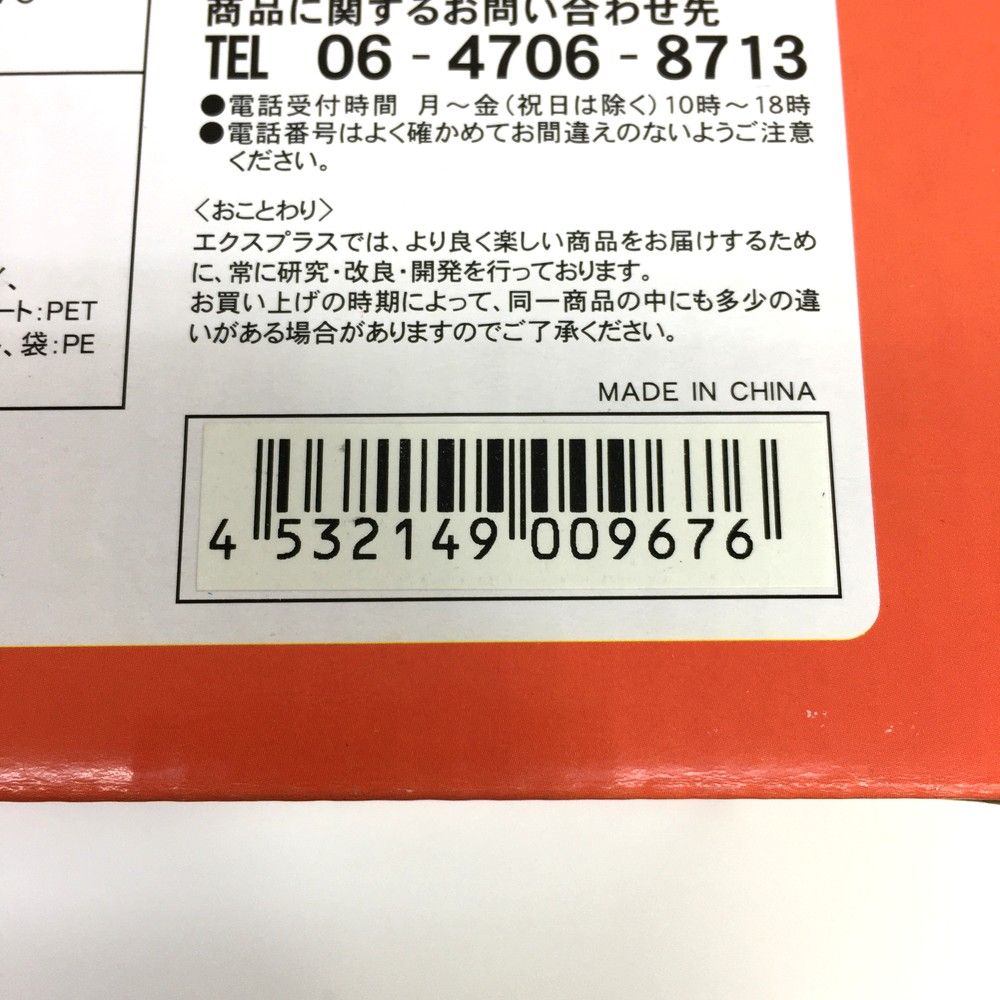 商品に関するお問い合わせ先
TEL 06 - 4706 - 8713
●電話受付時間 月～金(祝日は除く)10時～18時
●電話番号はよく確かめてお間違えのないようご注意
ください。
〈おことわり〉
エクスプラスでは、より良く楽しい商品をお届けするため
に、常に研究・改良・開発を行っております。
お買い上げの時期によって、同一商品の中にも多少の違
いがある場合がありますのでご了承ください。
ート:PET
、袋:PE
MADE IN CHINA
4 532149 009676